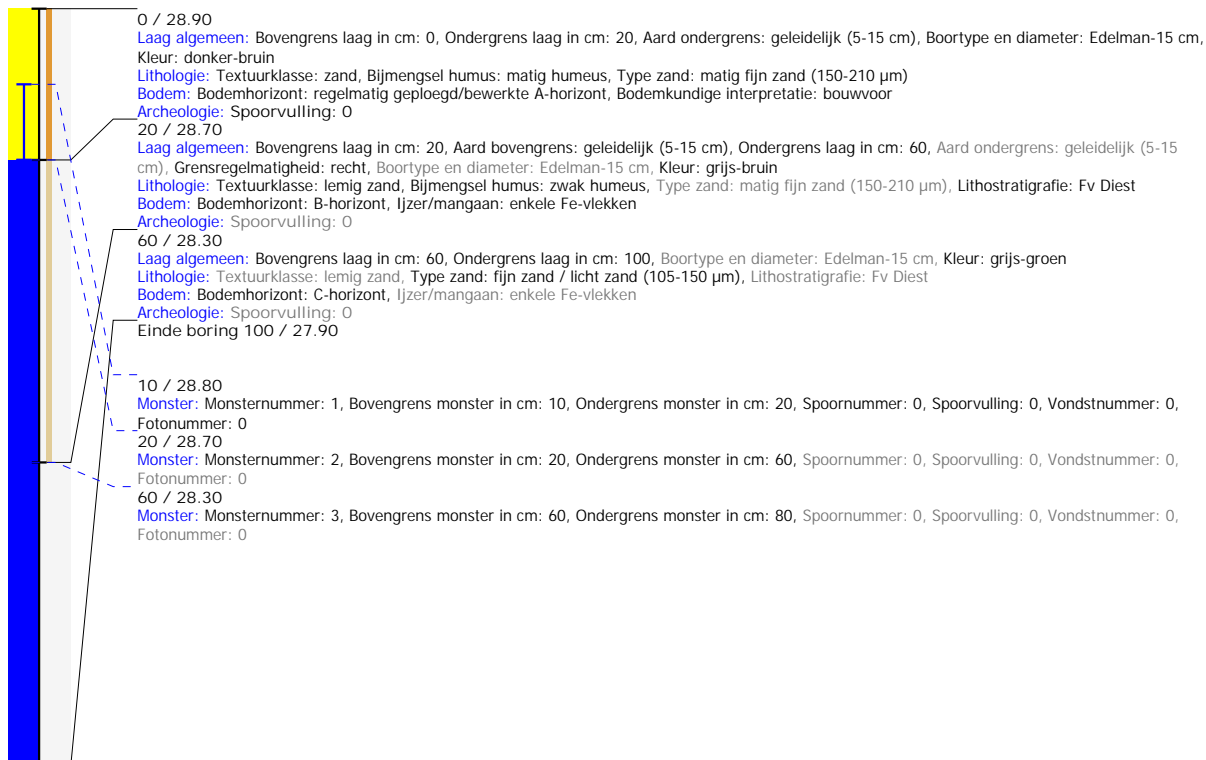 0 / 28.90
Laag algemeen: Bovengrens laag in cm: 0, Ondergrens laag in cm: 20, Aard ondergrens: geleidelijk (5-15 cm), Boortype en diameter: Edelman-15 cm,
Kleur: donker-bruin
Lithologie: Textuurklasse: zand, Bijmengsel humus: matig humeus, Type zand: matig fijn zand (150-210 µm)
Bodem: Bodemhorizont: regelmatig geploegd/bewerkte A-horizont, Bodemkundige interpretatie: bouwvoor
Archeologie: Spoorvulling: 0
20 / 28.70
Laag algemeen: Bovengrens laag in cm: 20, Aard bovengrens: geleidelijk (5-15 cm), Ondergrens laag in cm: 60, Aard ondergrens: geleidelijk (5-15
cm), Grensregelmatigheid: recht, Boortype en diameter: Edelman-15 cm, Kleur: grijs-bruin
Lithologie: Textuurklasse: lemig zand, Bijmengsel humus: zwak humeus, Type zand: matig fijn zand (150-210 µm), Lithostratigrafie: Fv Diest
Bodem: Bodemhorizont: B-horizont, Ijzer/mangaan: enkele Fe-vlekken
Archeologie: Spoorvulling: 0
60 / 28.30
Laag algemeen: Bovengrens laag in cm: 60, Ondergrens laag in cm: 100, Boortype en diameter: Edelman-15 cm, Kleur: grijs-groen
Lithologie: Textuurklasse: lemig zand, Type zand: fijn zand / licht zand (105-150 µm), Lithostratigrafie: Fv Diest
Bodem: Bodemhorizont: C-horizont, Ijzer/mangaan: enkele Fe-vlekken
Archeologie: Spoorvulling: 0
Einde boring 100 / 27.90
10 / 28.80
Monster: Monsternummer: 1, Bovengrens monster in cm: 10, Ondergrens monster in cm: 20, Spoornummer: 0, Spoorvulling: 0, Vondstnummer: 0,
Fotonummer: 0
20 / 28.70
Monster: Monsternummer: 2, Bovengrens monster in cm: 20, Ondergrens monster in cm: 60, Spoornummer: 0, Spoorvulling: 0, Vondstnummer: 0,
Fotonummer: 0
60 / 28.30
Monster: Monsternummer: 3, Bovengrens monster in cm: 60, Ondergrens monster in cm: 80, Spoornummer: 0, Spoorvulling: 0, Vondstnummer: 0,
Fotonummer: 0